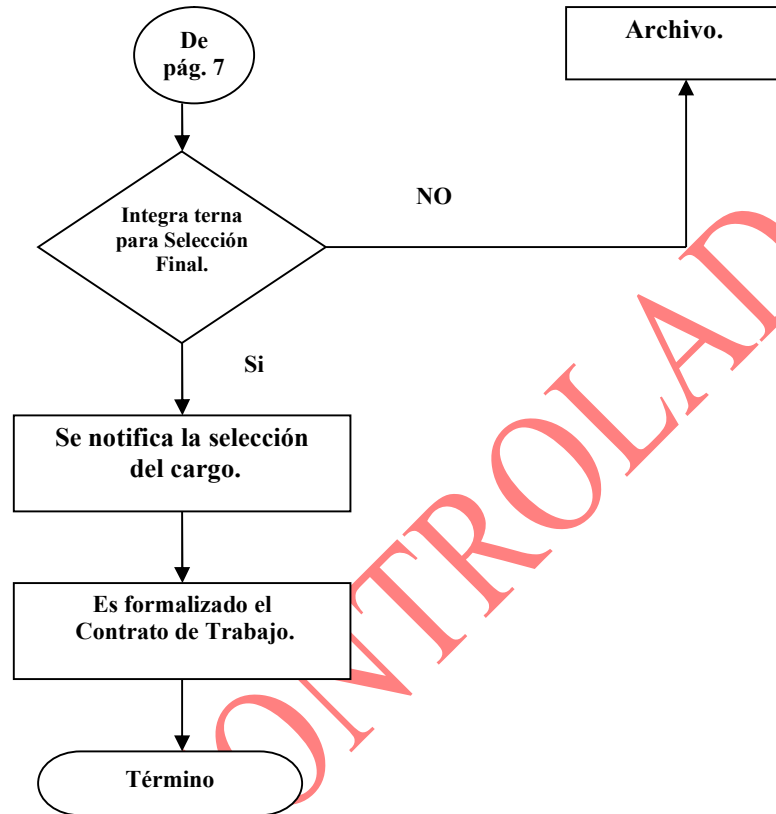 De
pág. 7
Archivo.
Integra terna
para Selección
Final.
NO
Si
Se notifica la selección
del cargo.
Es formalizado el
Contrato de Trabajo.
Término
ONTROLAD